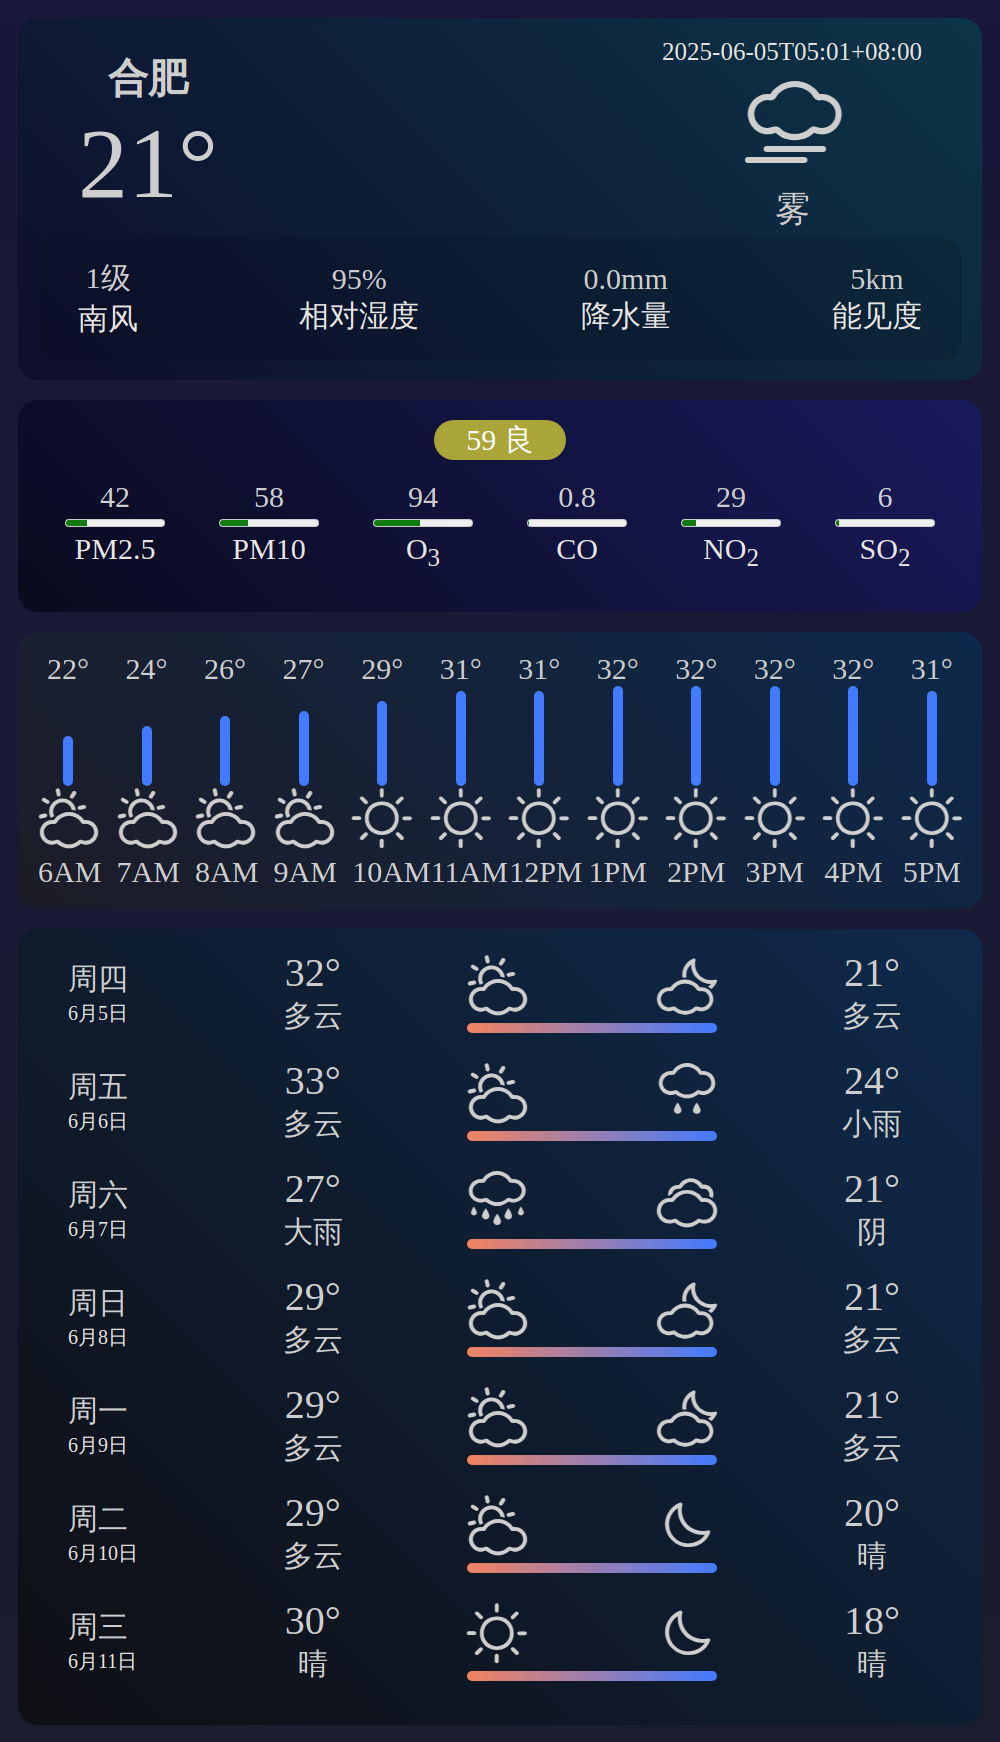 合肥
21°
2025-06-05T05:01+08:00
雾
1级 95% 0.0mm 5km
南风 相对湿度 降水量 能见度
59 良
42 58 94 0.8 29 6
PM2.5 PM10 O3 CO NO2 SO2
22° 24° 26° 27° 29° 31° 31° 32° 32° 32° 32° 31°
6AM 7AM 8AM 9AM 10AM 11AM 12PM 1PM 2PM 3PM 4PM 5PM
周四 32° 21°
6月5日 多云 多云
周五 33° 24°
6月6日 多云 小雨
周六 27° 21°
6月7日 大雨 阴
周日 29° 21°
6月8日 多云 多云
周一 29° 21°
6月9日 多云 多云
周二 29° 20°
6月10日 多云 晴
周三 30° 18°
6月11日 晴 晴